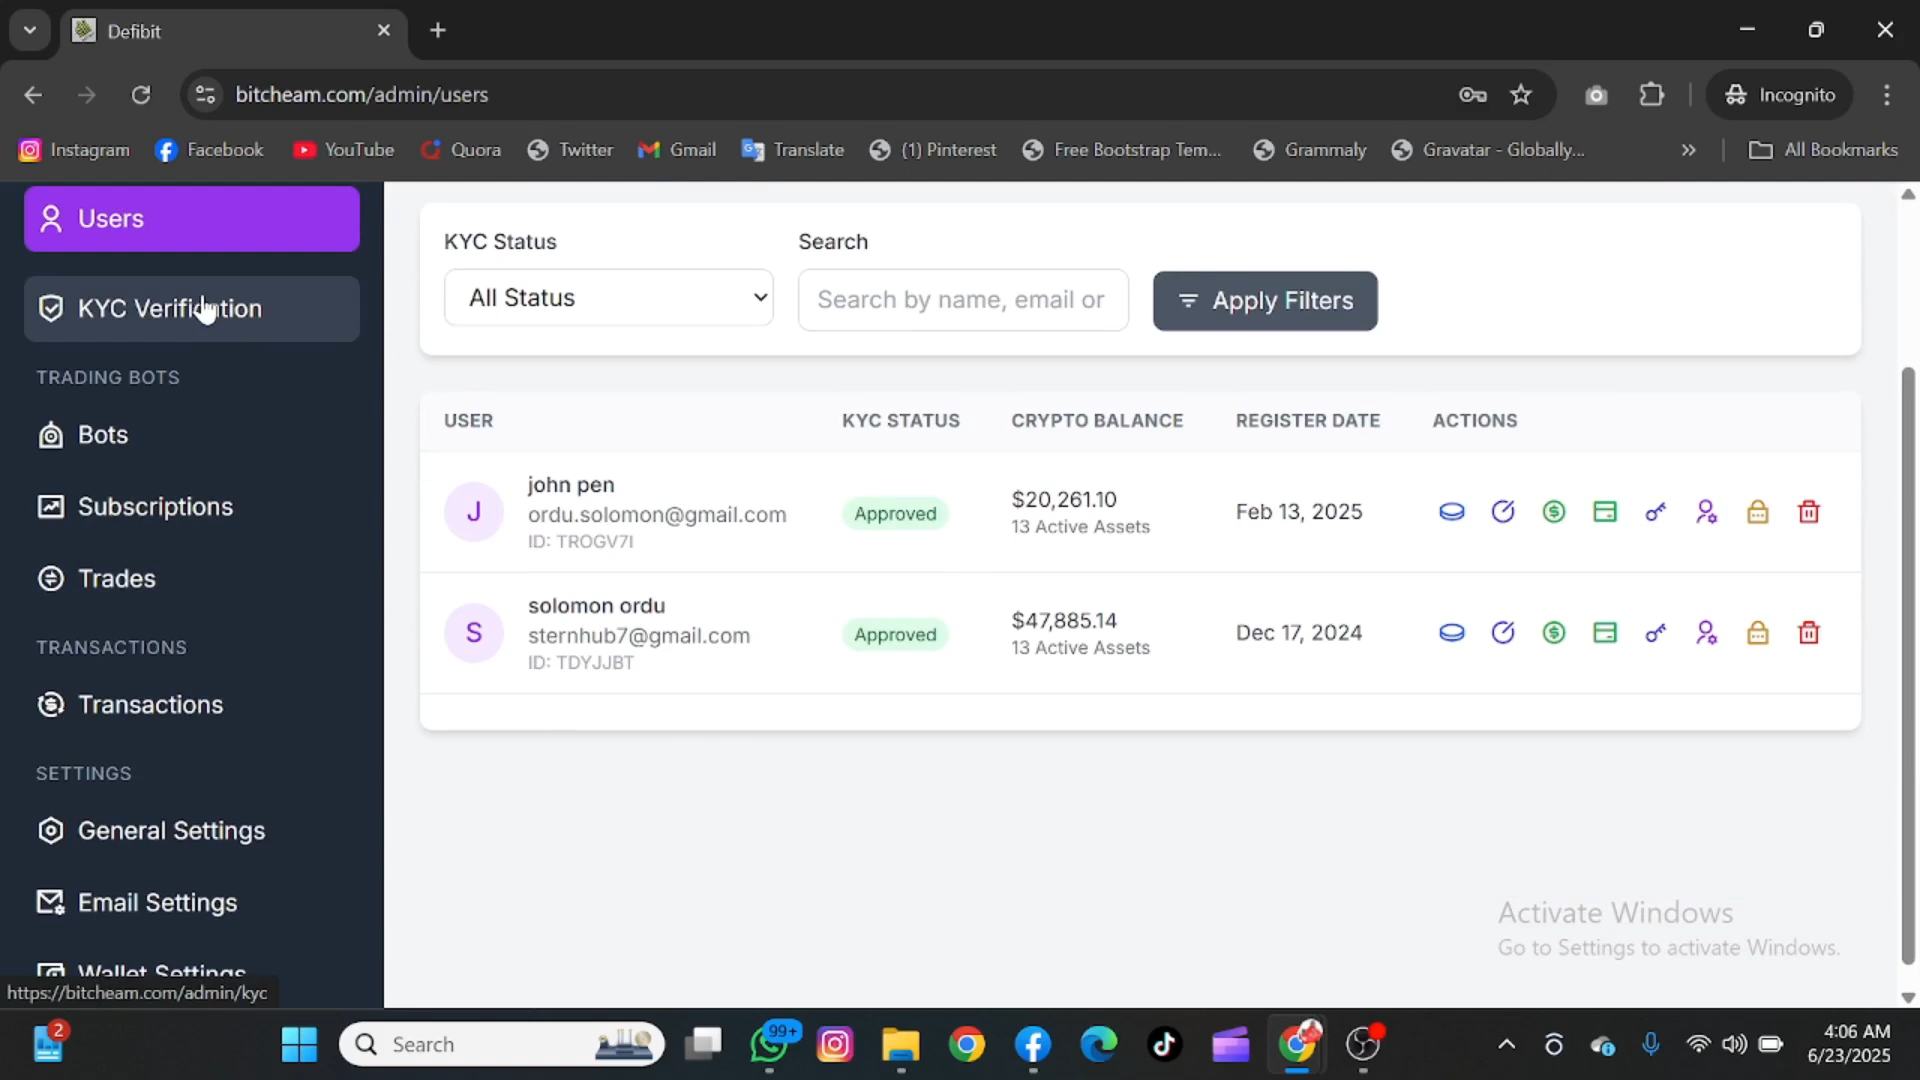 Defibit
bitcheam.com/admin/users
Incognito
Instagram Facebook YouTube Quora Twitter Gmail Translate (1) Pinterest Free Bootstrap Tem... Grammaly Gravatar - Globally... All Bookmarks
Users
KYC Verification
TRADING BOTS
Bots
Subscriptions
Trades
TRANSACTIONS
Transactions
SETTINGS
General Settings
Email Settings
Wallet Settings
https://bitcheam.com/admin/kyc
KYC Status Search
All Status Search by name, email or Apply Filters
USER KYC STATUS CRYPTO BALANCE REGISTER DATE ACTIONS
J john pen
ordu.solomon@gmail.com
ID: TROGV7I
Approved
$20,261.10
13 Active Assets
Feb 13, 2025
S solomon ordu
sternhub7@gmail.com
ID: TDYJJBT
Approved
$47,885.14
13 Active Assets
Dec 17, 2024
Activate Windows
Go to Settings to activate Windows.
2
Search
99+
4:06 AM
6/23/2025